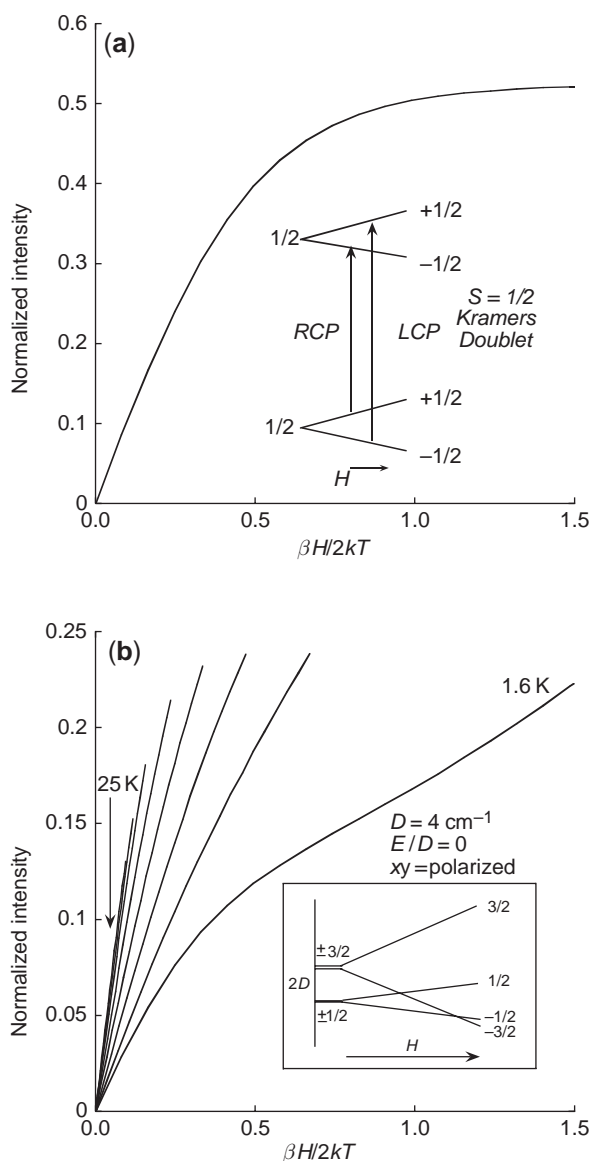 (a)
0.6
0.5
0.4
0.3
0.2
0.1
0
Normalized intensity
0.0
0.5
1.0
1.5
βH/2kT
+1/2
1/2
−1/2
RCP
LCP
S = 1/2
Kramers
Doublet
+1/2
1/2
−1/2
H
(b)
0.25
0.20
0.15
0.10
0.05
0
Normalized intensity
0.0
0.5
1.0
1.5
βH/2kT
1.6 K
25 K
D = 4 cm⁻¹
E/D = 0
xy=polarized
3/2
±3/2
2D
1/2
±1/2
−1/2
−3/2
H